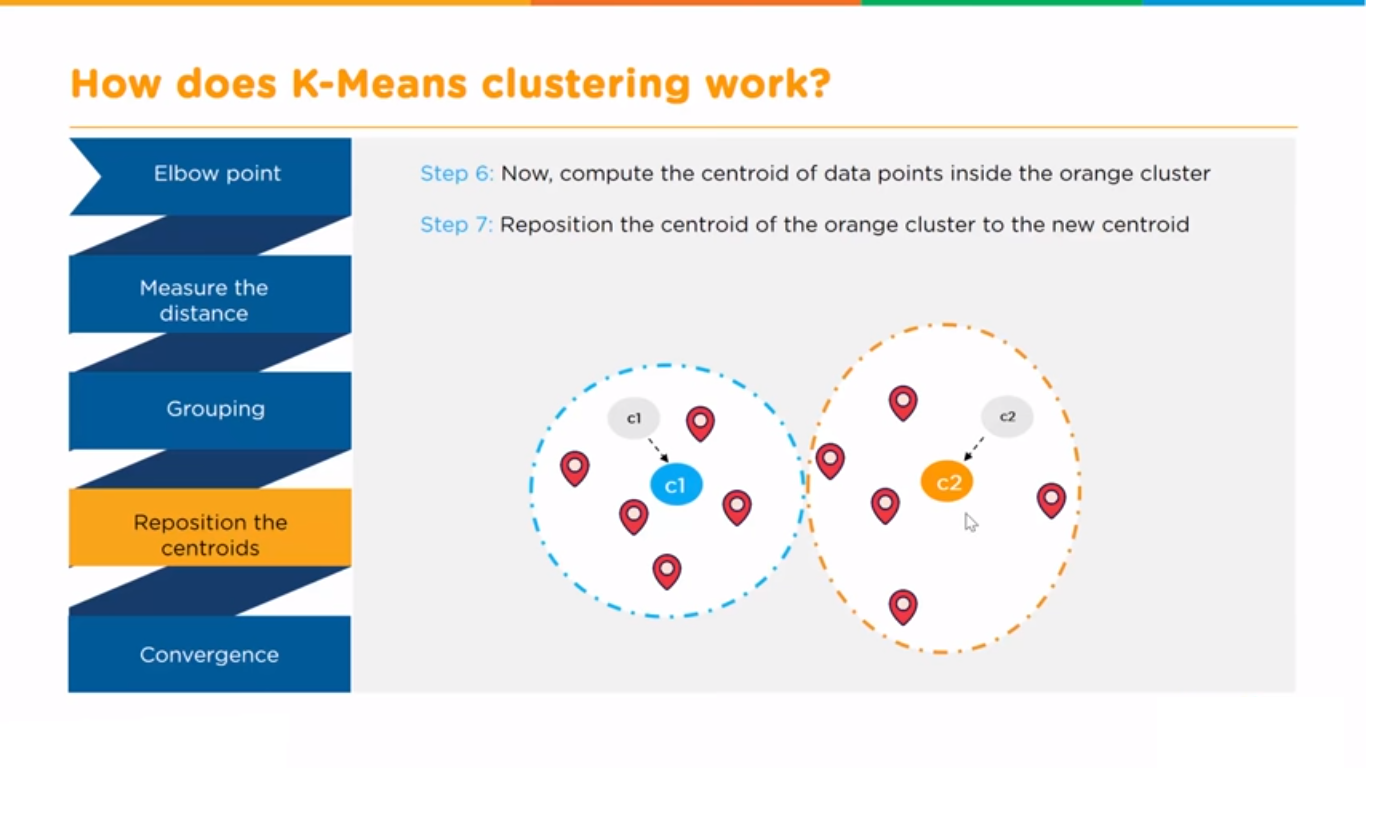 How does K-Means clustering work?
Elbow point
Measure the
distance
Grouping
Reposition the
centroids
Convergence
Step 6: Now, compute the centroid of data points inside the orange cluster
Step 7: Reposition the centroid of the orange cluster to the new centroid
c1
c1
c2
c2